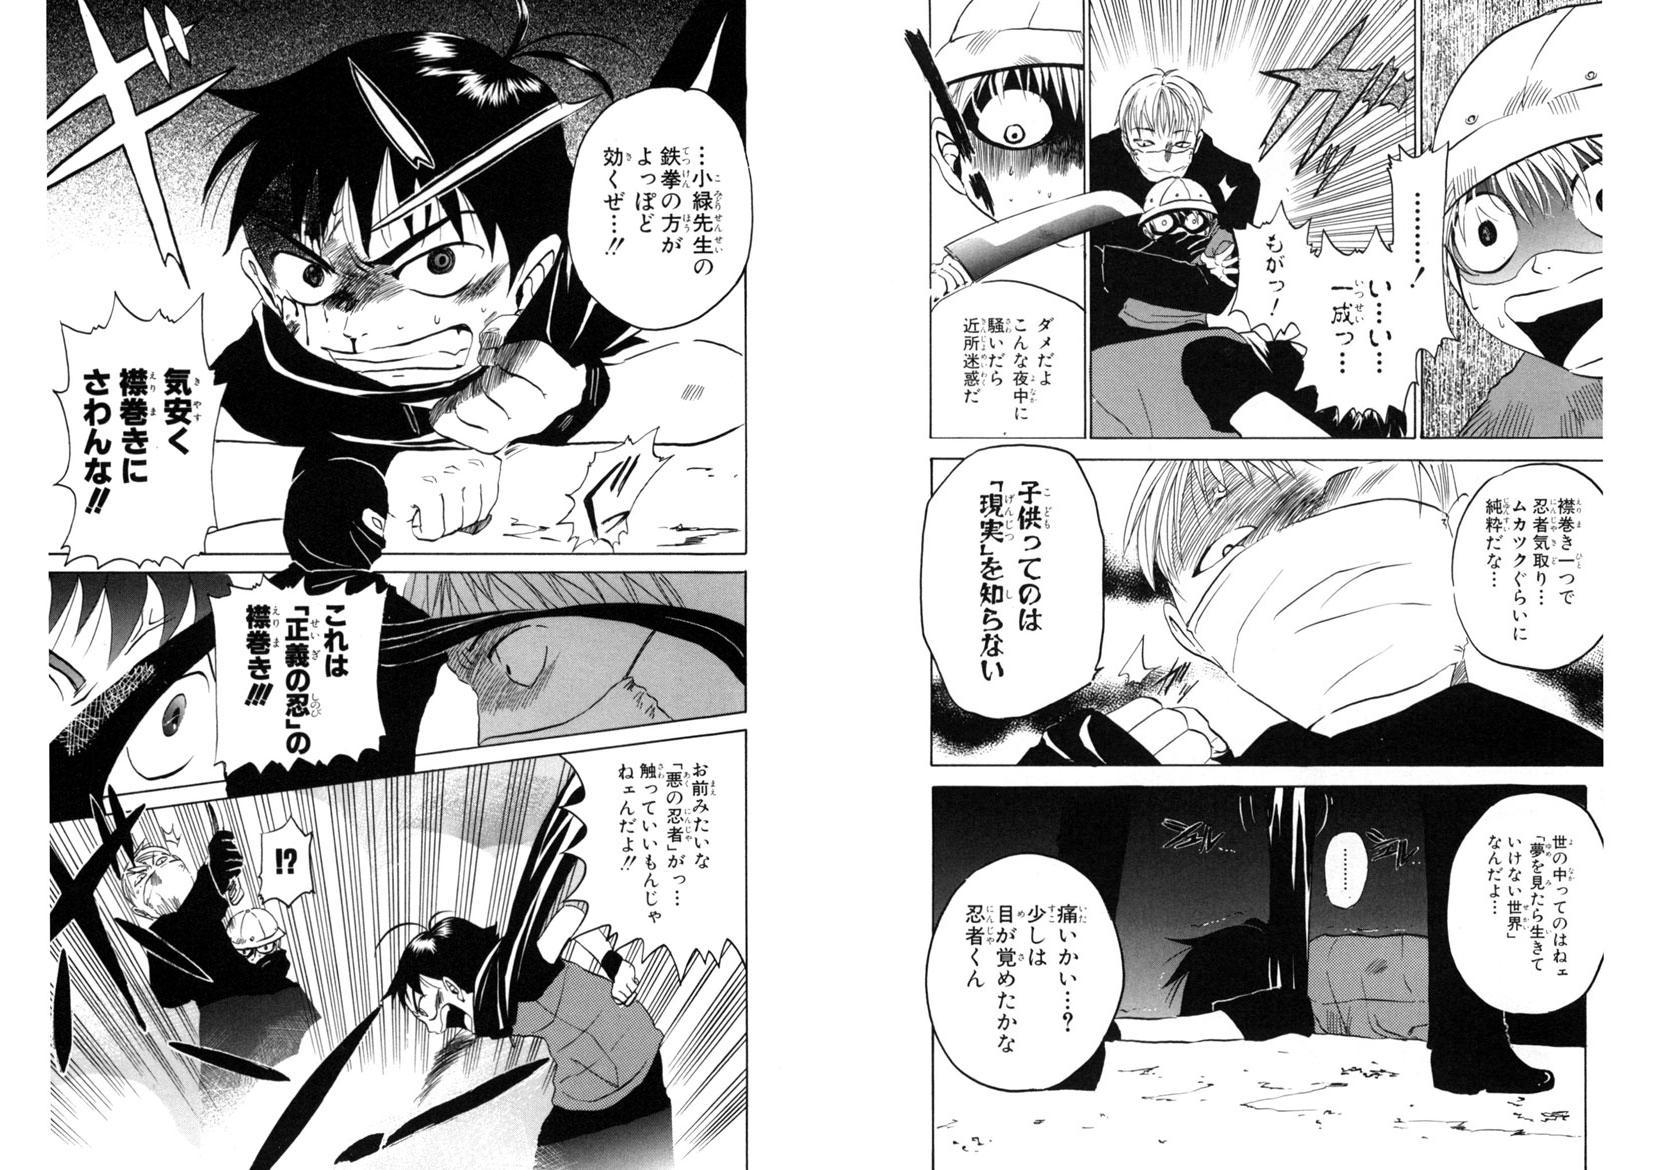 ………！
い…い…
一成っ…
もがっ！
ダメだよ
こんな夜中に
騒いだら
近所迷惑だ
襟巻き一つで
忍者気取り…
ムカツクぐらいに
純粋だな…
子供ってのは
「現実」を知らない
世の中ってのはねェ
「夢を見たら生きて
いけない世界」
なんだよ…
………
痛いかい…？
少しは
目が覚めたかな
忍者くん
…小緑先生の
鉄拳の方が
よっぽど
効くぜ…!!
気安く
襟巻きに
さわんな!!
これは
「正義の忍」の
襟巻き!!!
お前みたいな
「悪の忍者」がっ…
触っていいもんじゃ
ねェんだよ!!
!?